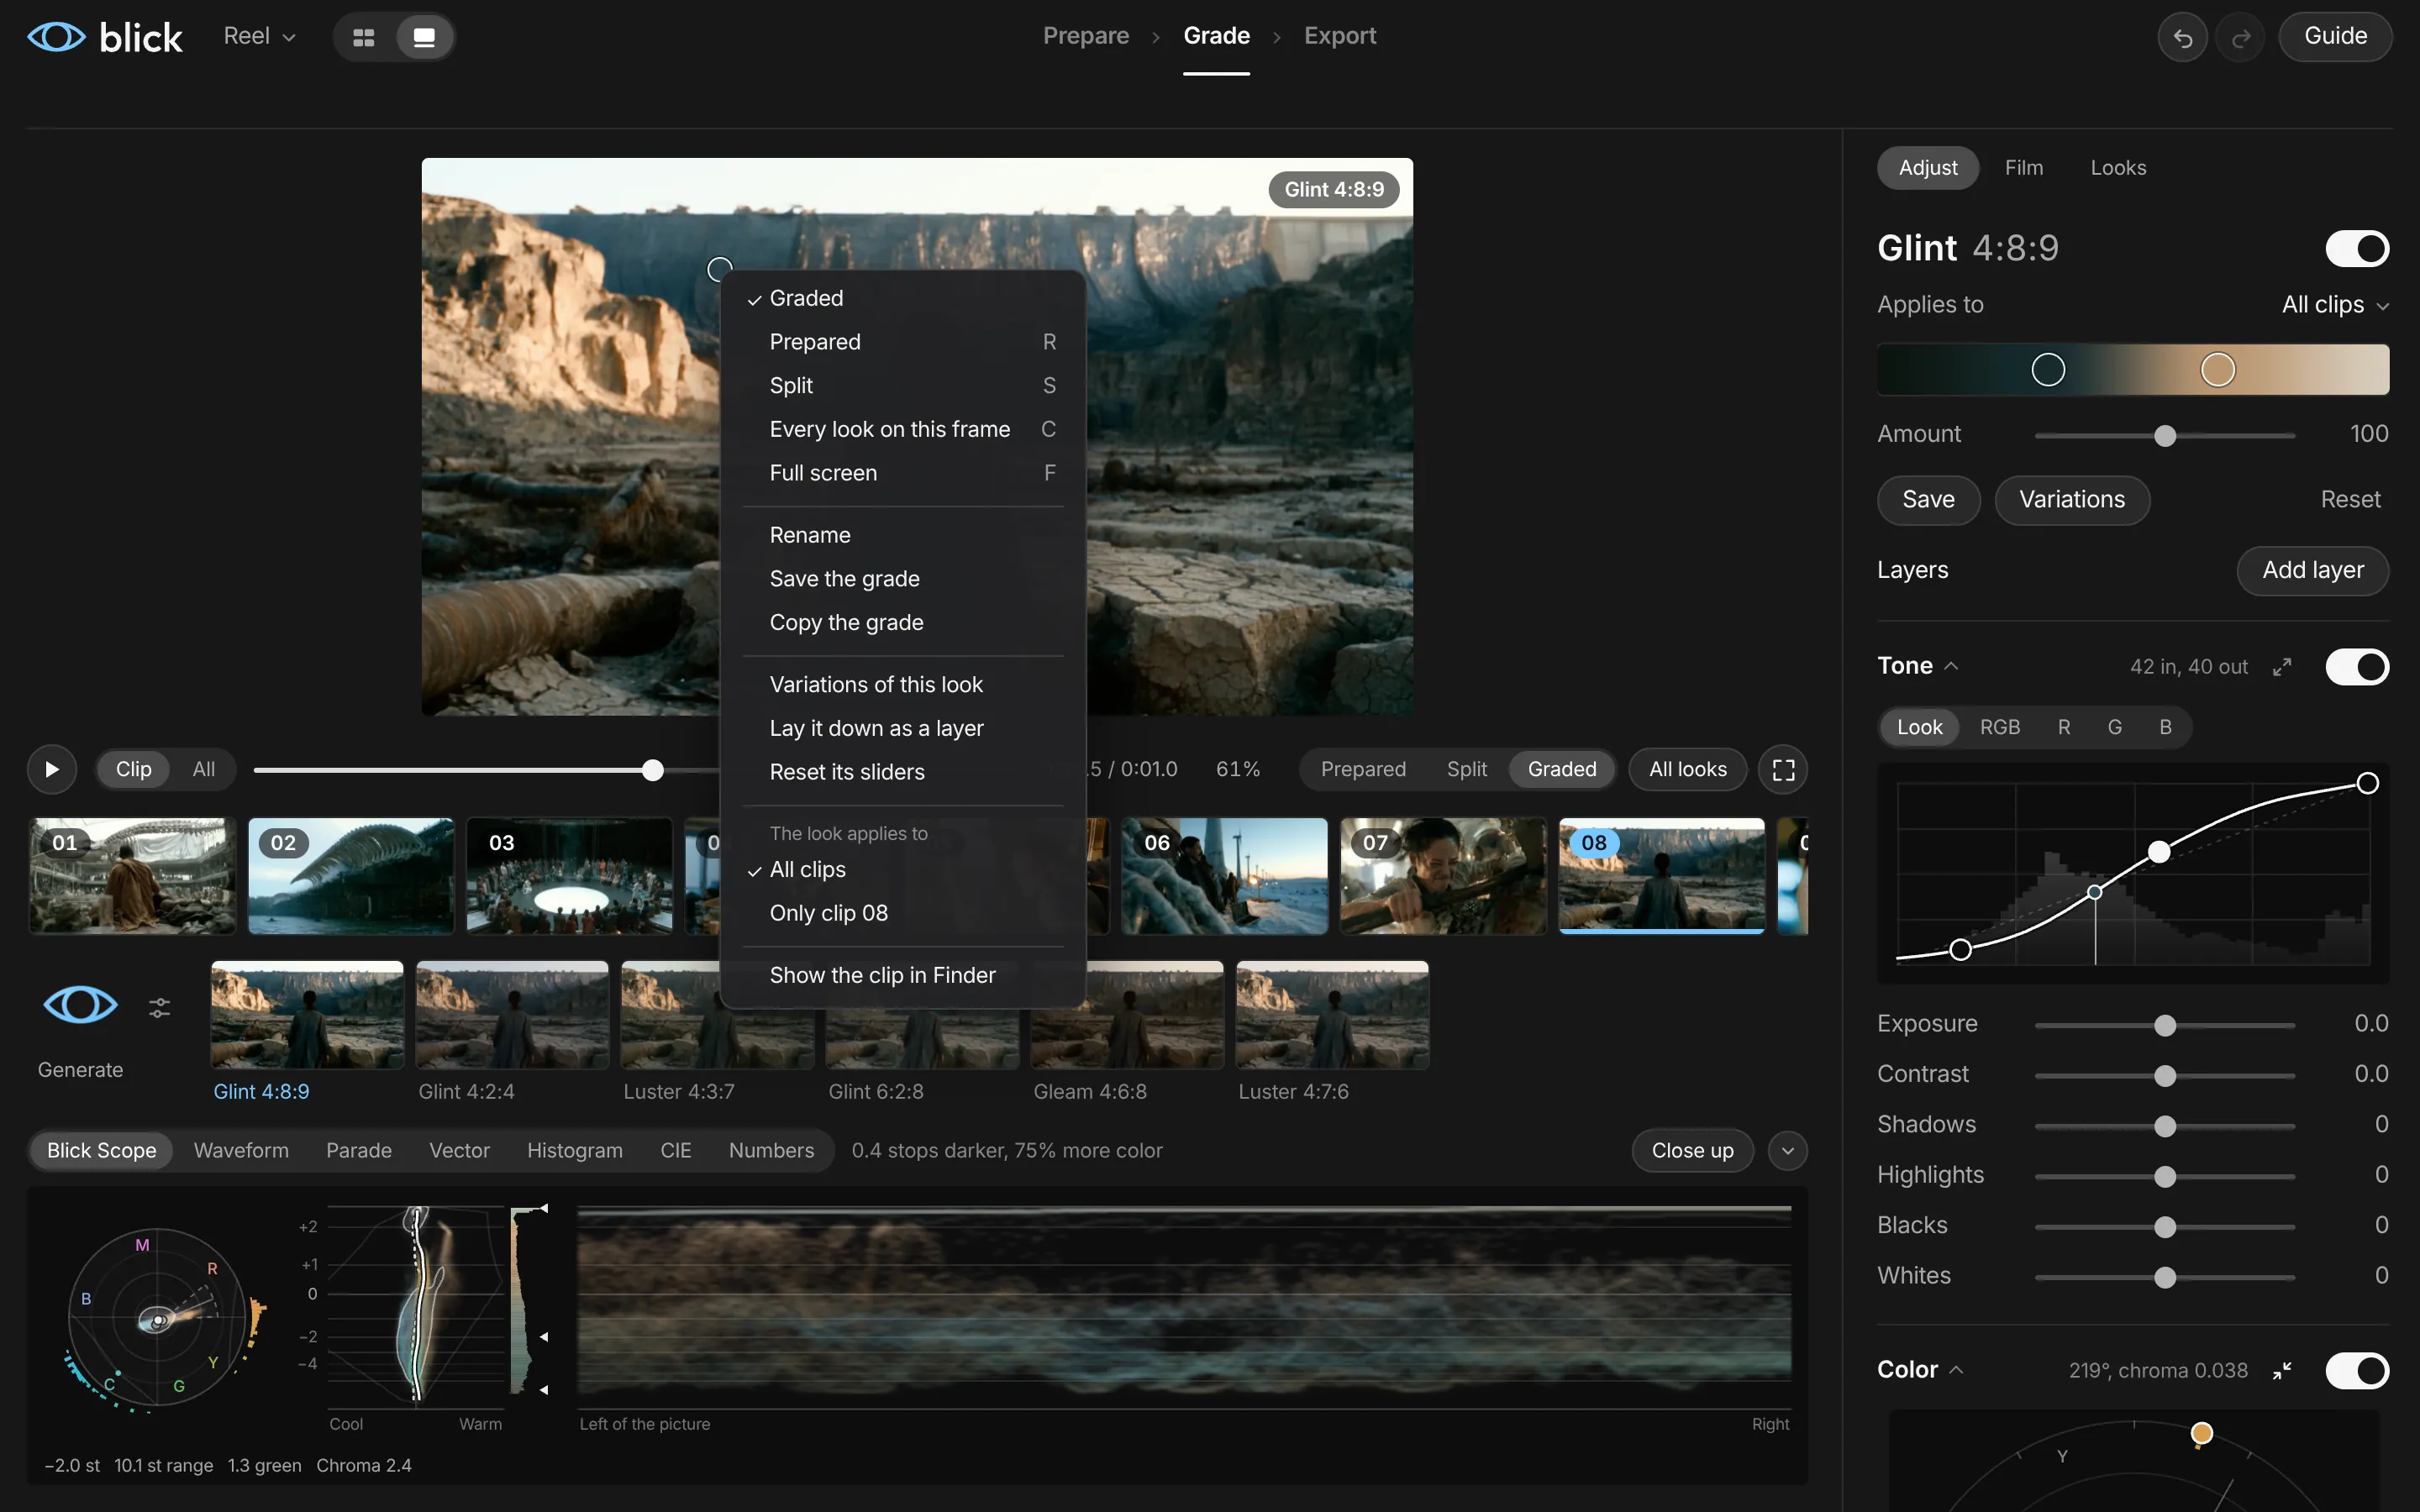 blick
Reel
Prepare
Grade
Export
Guide
Glint 4:8:9
Adjust
Film
Looks
Glint 4:8:9
Applies to
All clips
Amount
100
Save
Variations
Reset
Layers
Add layer
Graded
Prepared R
Split S
Every look on this frame C
Full screen F
Rename
Save the grade
Copy the grade
Variations of this look
Lay it down as a layer
Reset its sliders
The look applies to
All clips
Only clip 08
Show the clip in Finder
Tone
42 in, 40 out
Look RGB R G B
Clip
All
/ 0:01.0
61%
Prepared
Split
Graded
All looks
01
02
03
06
07
08
Generate
Glint 4:8:9
Glint 4:2:4
Luster 4:3:7
Glint 6:2:8
Gleam 4:6:8
Luster 4:7:6
Exposure 0.0
Contrast 0.0
Shadows 0
Highlights 0
Blacks 0
Whites 0
Blick Scope
Waveform
Parade
Vector
Histogram
CIE
Numbers
0.4 stops darker, 75% more color
Close up
M
R
B
Y
C
G
+2
+1
0
−2
−4
Cool
Warm
Left of the picture
Right
−2.0 st 10.1 st range 1.3 green Chroma 2.4
Color
219°, chroma 0.038
Y